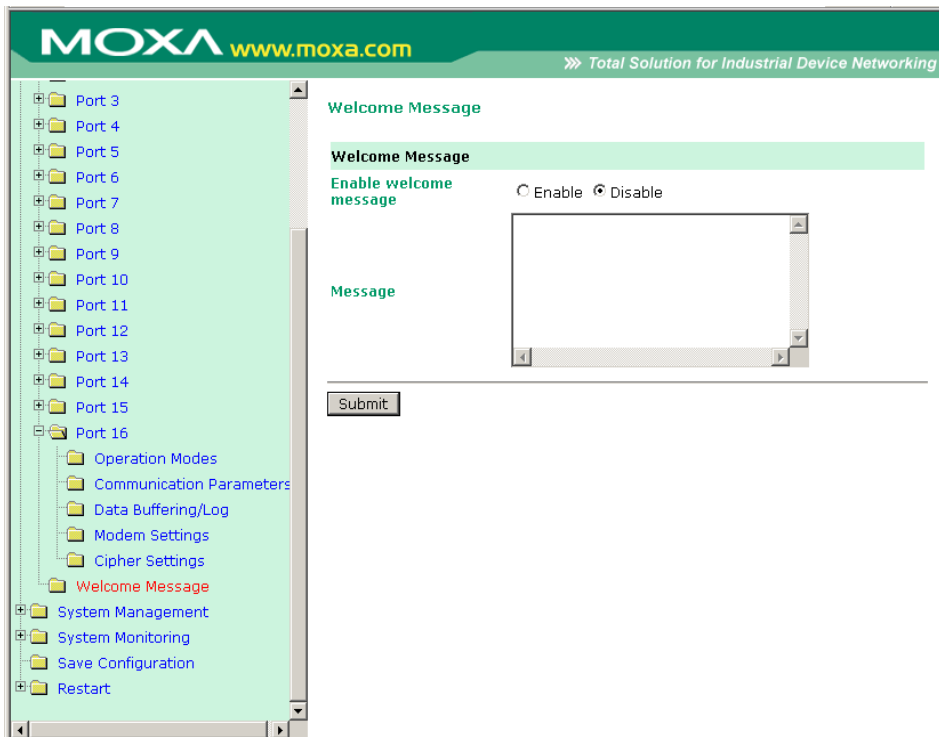 MOXA www.moxa.com
Total Solution for Industrial Device Networking
Port 3
Port 4
Port 5
Port 6
Port 7
Port 8
Port 9
Port 10
Port 11
Port 12
Port 13
Port 14
Port 15
Port 16
Operation Modes
Communication Parameters
Data Buffering/Log
Modem Settings
Cipher Settings
Welcome Message
System Management
System Monitoring
Save Configuration
Restart
Welcome Message
Welcome Message
Enable welcome
message
Enable Disable
Message
Submit